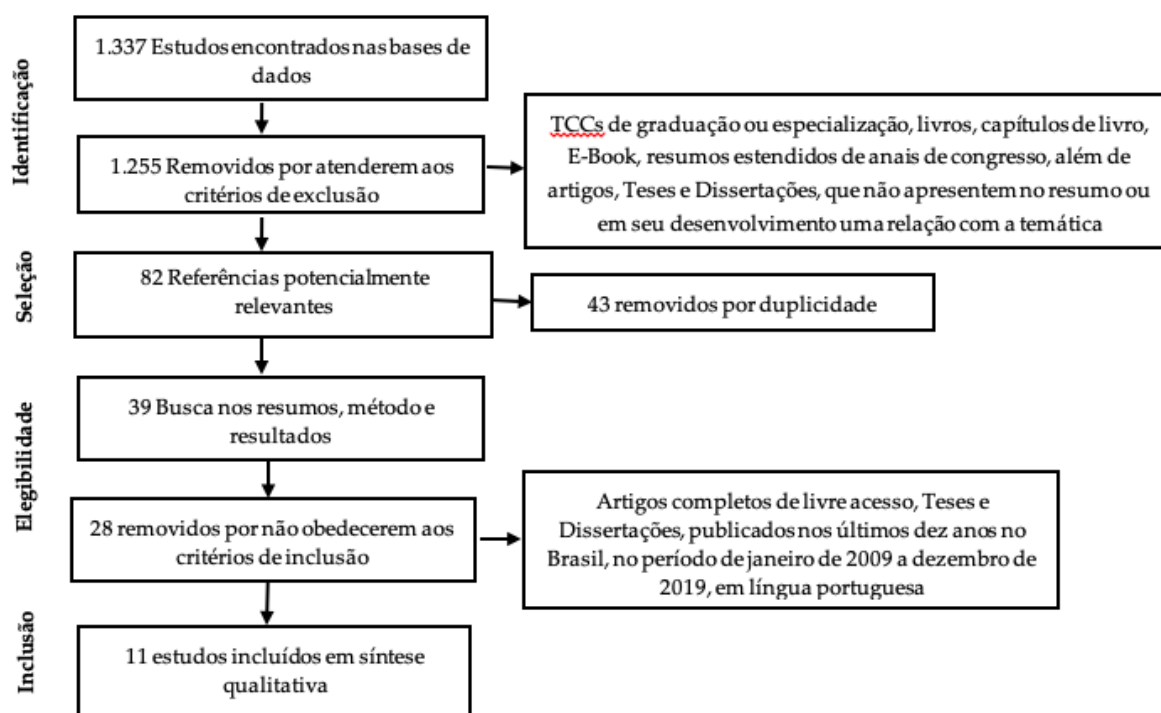 Identificação
1.337 Estudos encontrados nas bases de
dados
1.255 Removidos por atenderem aos
critérios de exclusão
TCCs de graduação ou especialização, livros, capítulos de livro,
E-Book, resumos estendidos de anais de congresso, além de
artigos, Teses e Dissertações, que não apresentem no resumo ou
em seu desenvolvimento uma relação com a temática
Seleção
82 Referências potencialmente
relevantes
43 removidos por duplicidade
Elegibilidade
39 Busca nos resumos, método e
resultados
28 removidos por não obedecerem aos
critérios de inclusão
Artigos completos de livre acesso, Teses e
Dissertações, publicados nos últimos dez anos no
Brasil, no período de janeiro de 2009 a dezembro de
2019, em língua portuguesa
Inclusão
11 estudos incluídos em síntese
qualitativa